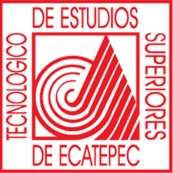 TECNOLOGICO
DE ESTUDIOS
SUPERIORES
DE ECATEPEC